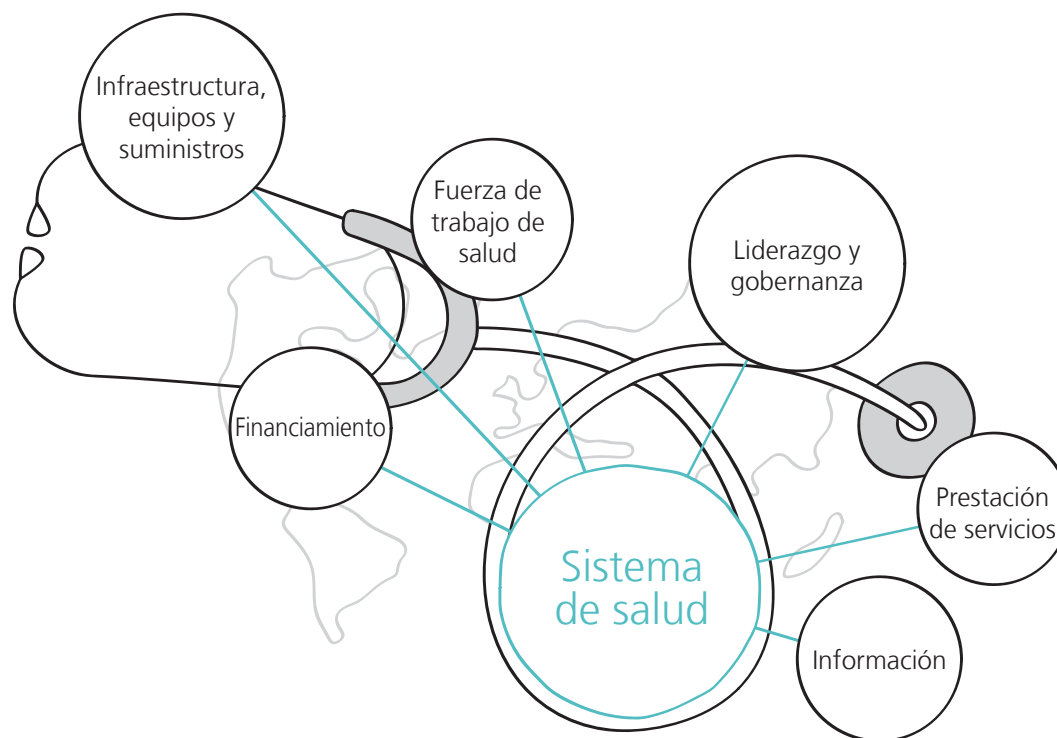 Infraestructura,
equipos y
suministros
Fuerza de
trabajo de
salud
Liderazgo y
gobernanza
Financiamiento
Prestación
de servicios
Sistema
de salud
Información